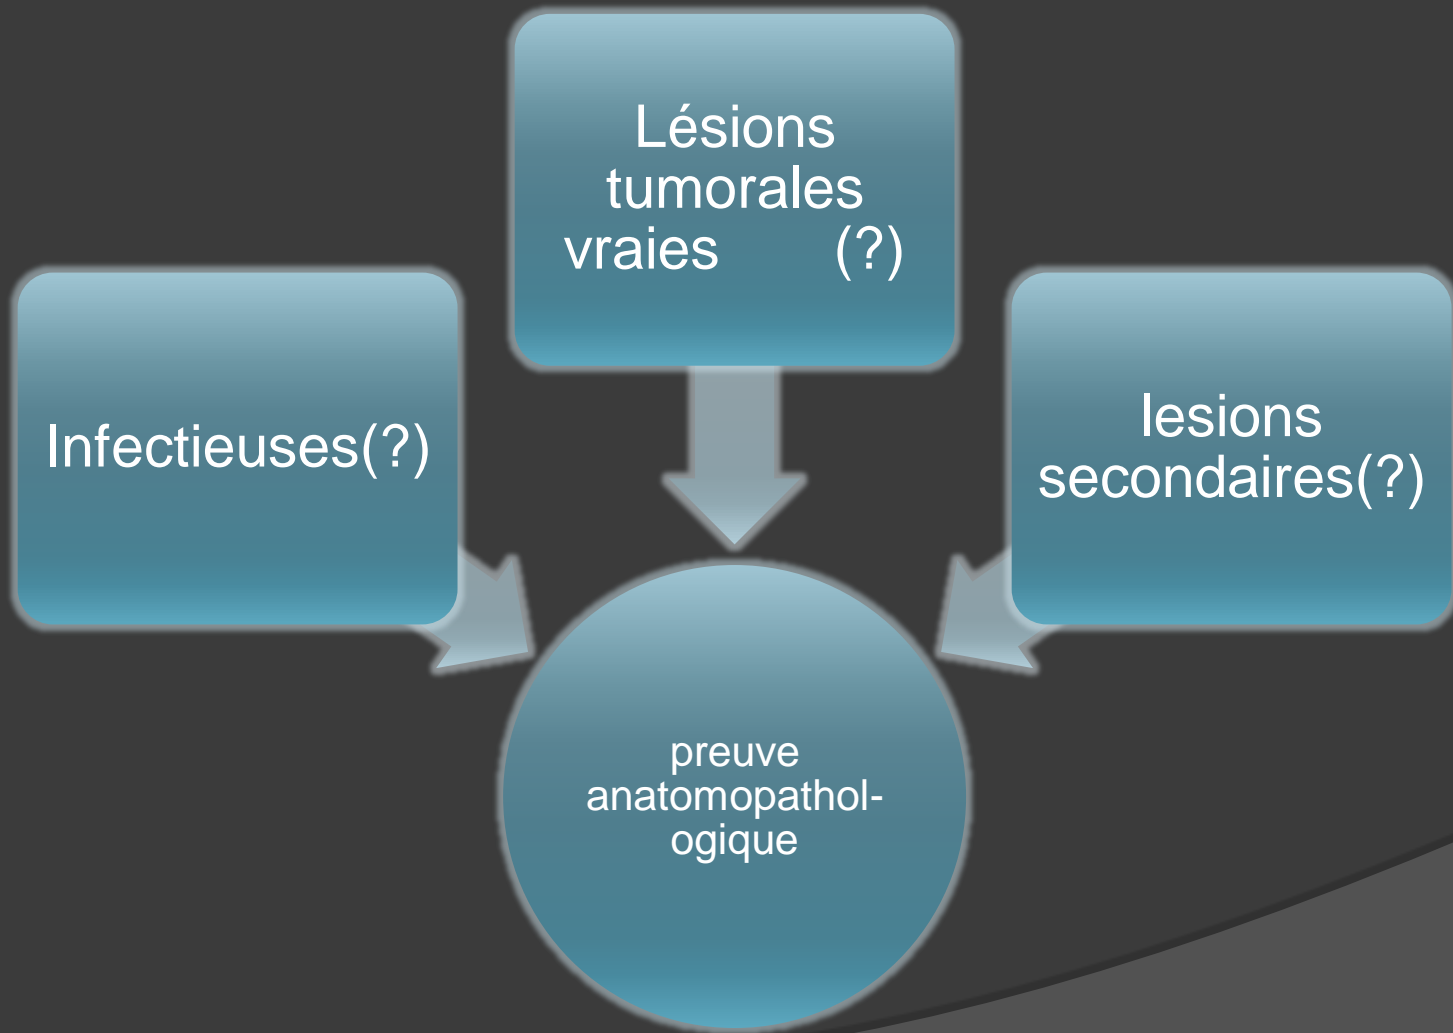 Lésions
tumorales
vraies (?)
Infectieuses(?)
lesions
secondaires(?)
preuve
anatomopathol-
ogique